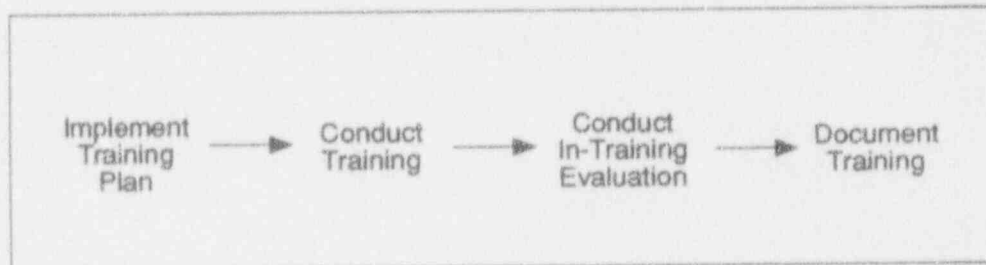 Implement
Training
Plan
Conduct
Training
Conduct
In-Training
Evaluation
Document
Training